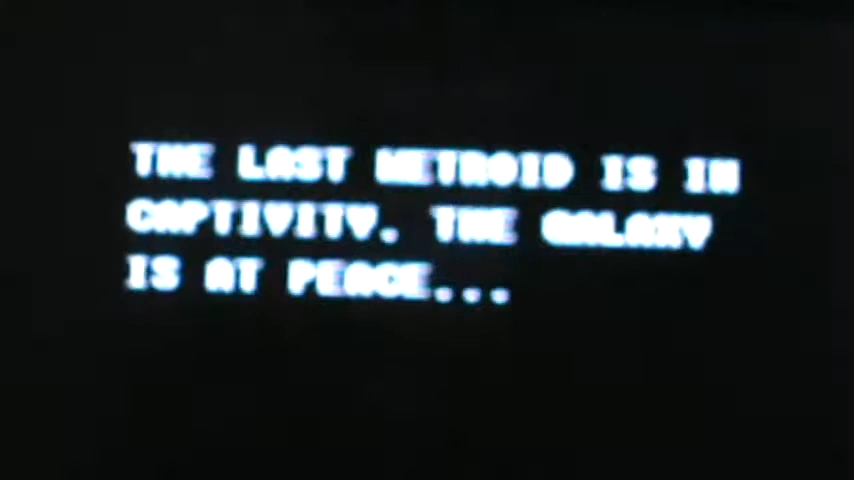 THE LAST METROID IS IN
CAPTIVITY. THE GALAXY
IS AT PEACE...